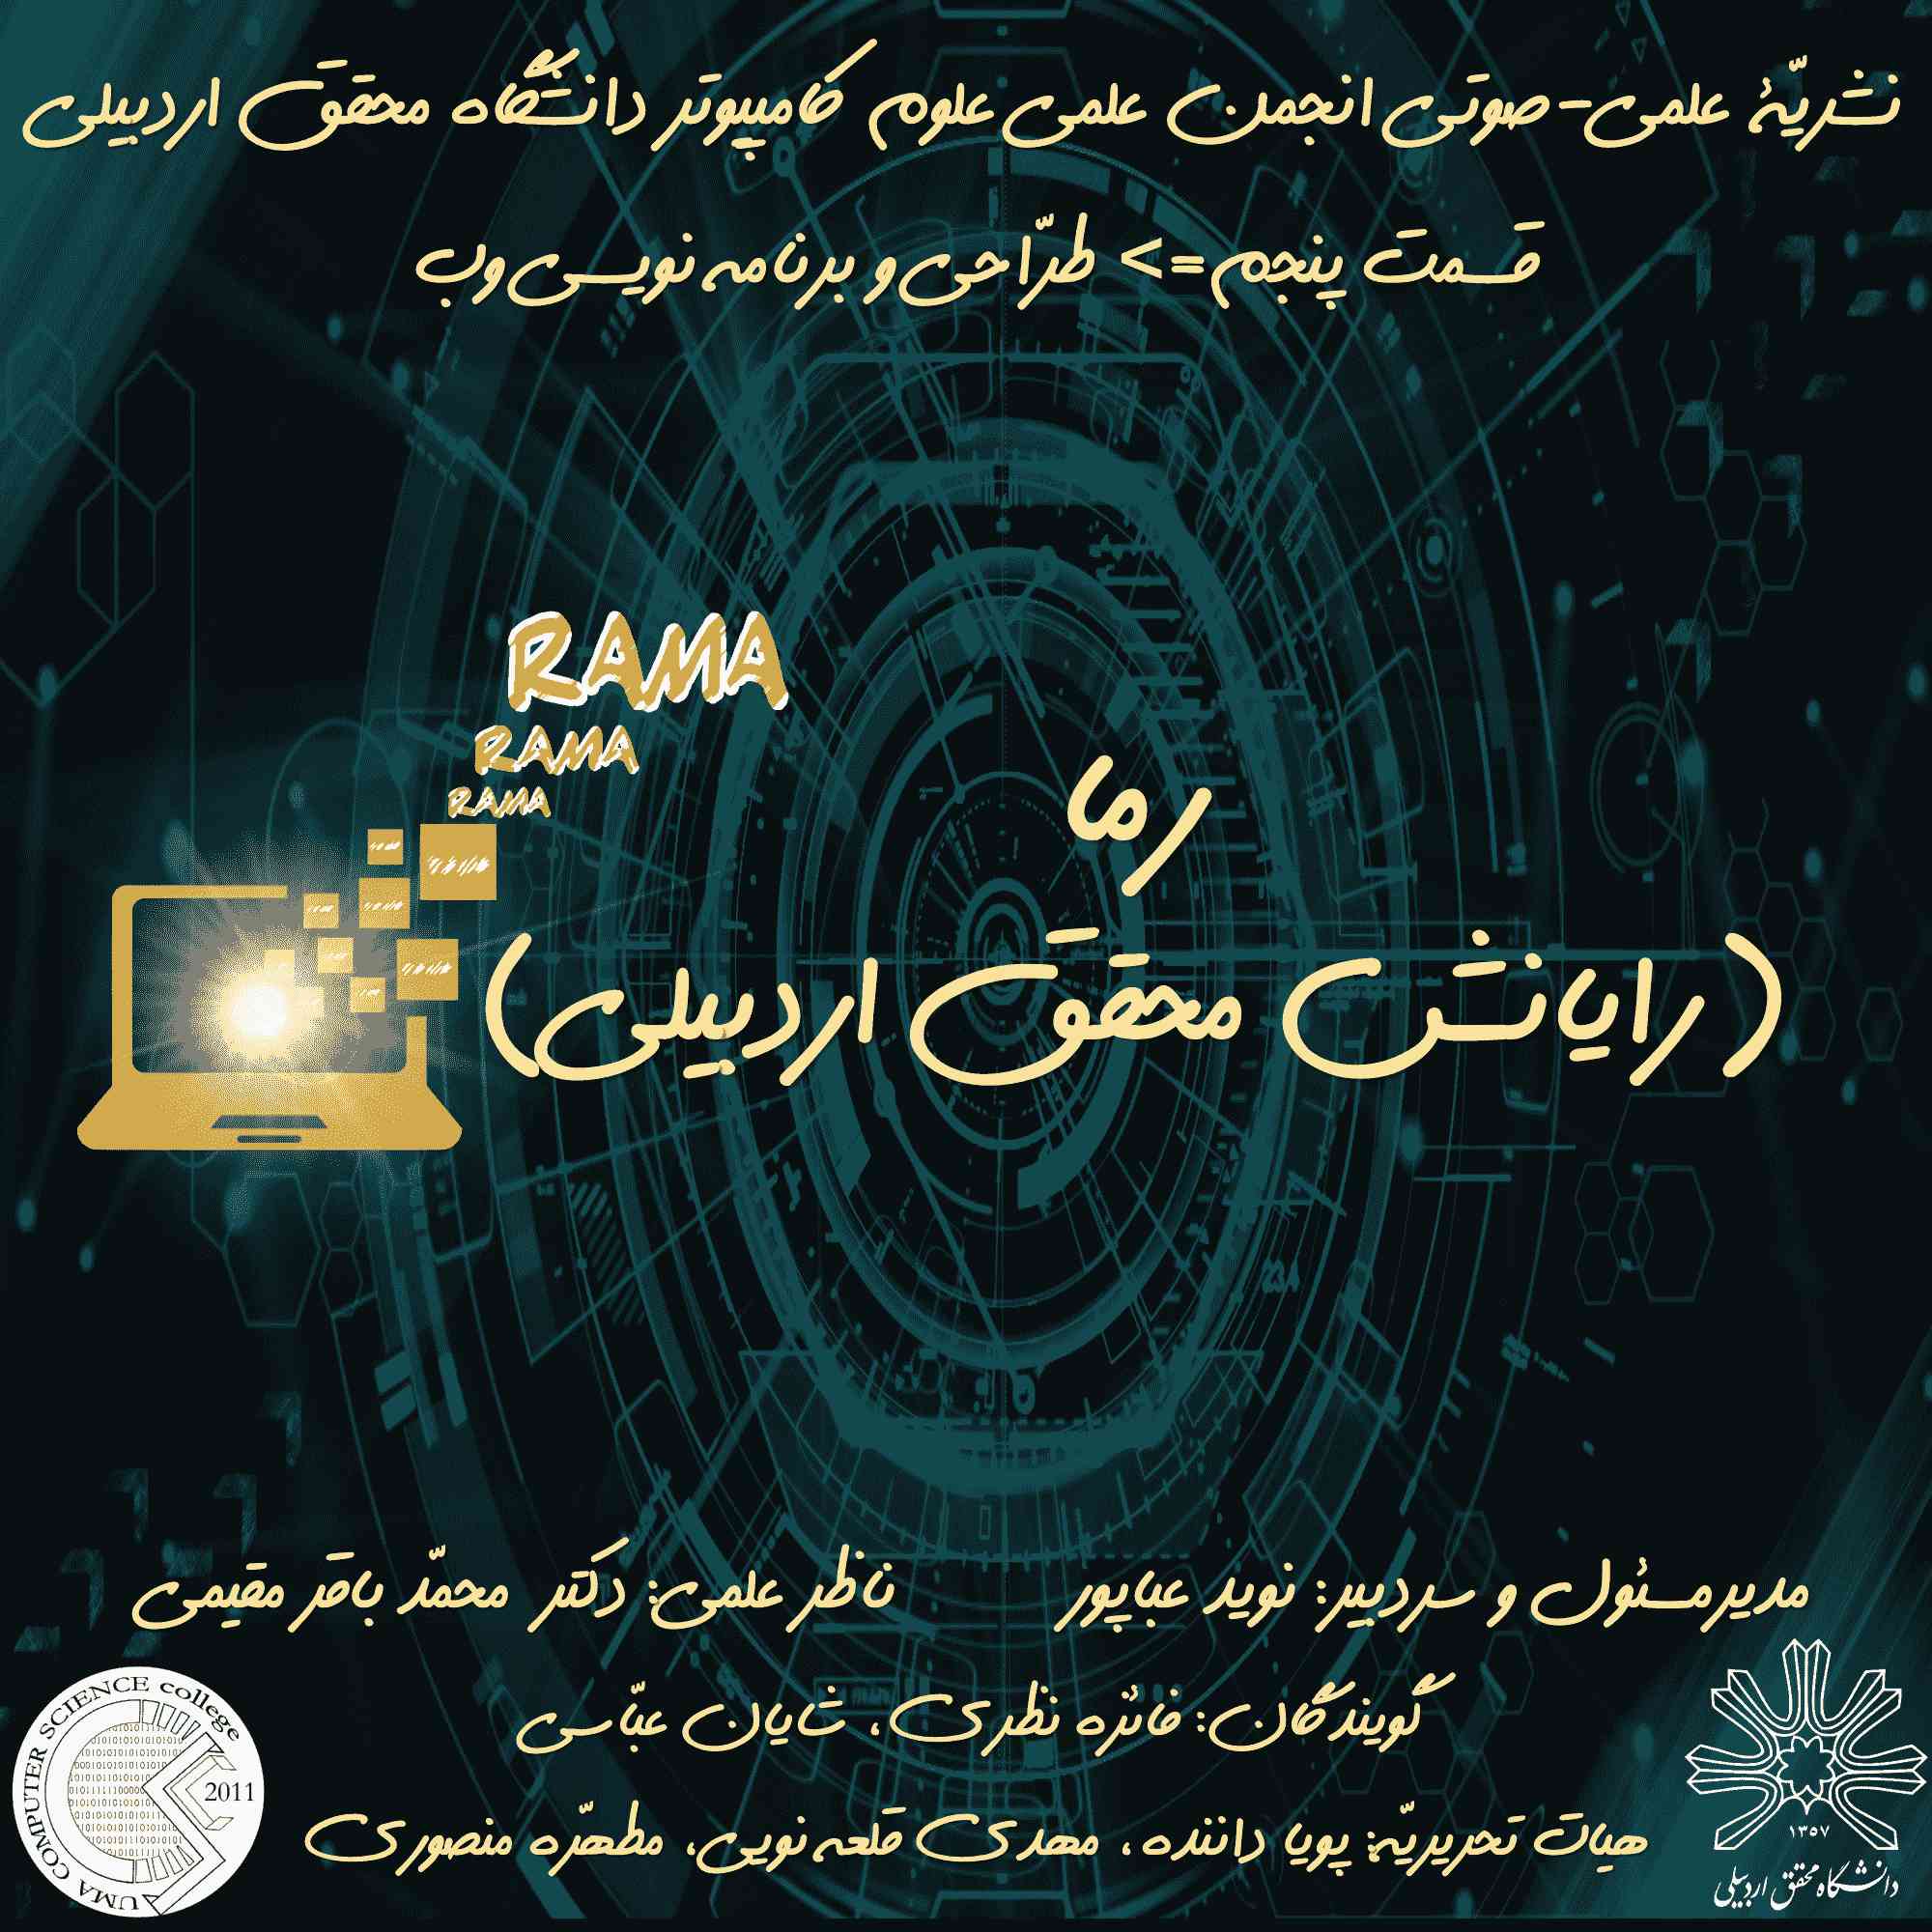 نشریّهٔ علمی-صوتی انجمن علمی علوم کامپیوتر دانشگاه محقق اردبیلی
قسمت پنجم=> طرّاحی و برنامه نویسی وب
RAMA
RAMA
RAMA
رما
(رایانش محقق اردبیلی)
مدیرمسئول و سردبیر: نوید عباپور
ناظر علمی: دکتر محمّد باقر مقیمی
گویندگان: فائزه نظری، شایان عبّاسی
هیات تحریریّه: پویا داننده، مهدی قلعه نویی، مطهّره منصوری
UMA COMPUTER SCIENCE college
2011
۱۳۵۷
دانشگاه محقق اردبیلی